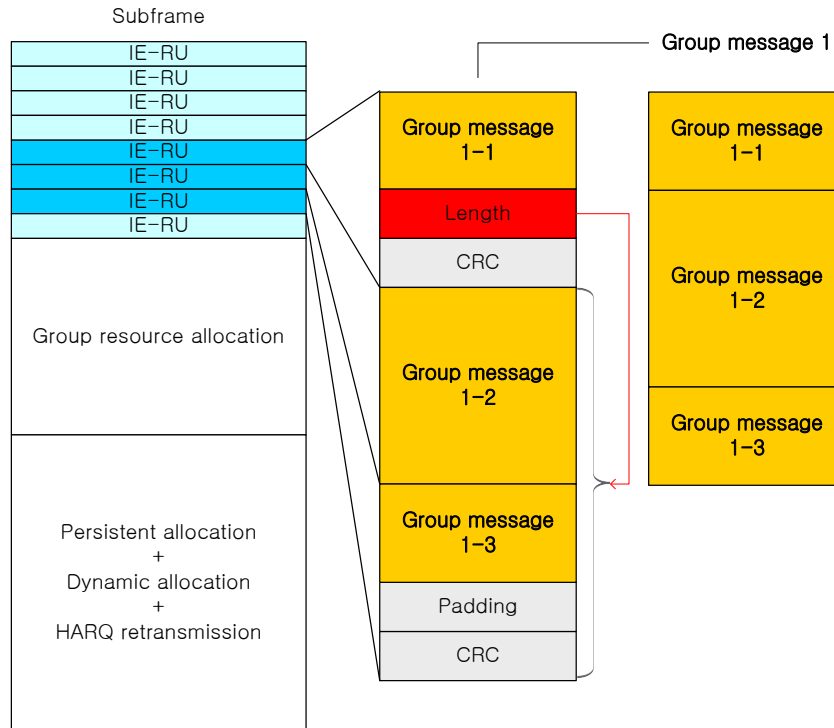 Subframe
IE-RU
IE-RU
IE-RU
IE-RU
IE-RU
IE-RU
IE-RU
IE-RU
Group resource allocation
Persistent allocation
+
Dynamic allocation
+
HARQ retransmission
Group message 1
Group message
1-1
Length
CRC
Group message
1-2
Group message
1-3
Padding
CRC
Group message
1-1
Group message
1-2
Group message
1-3